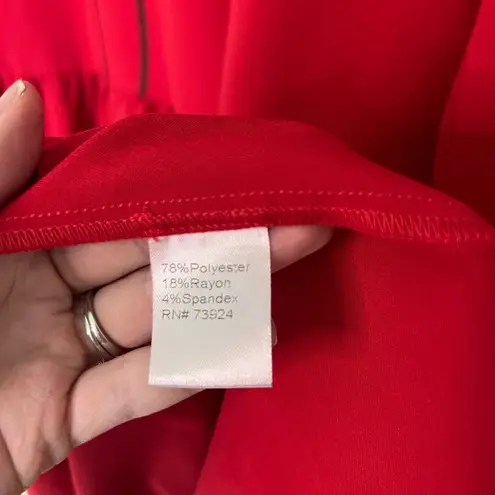 78%Polyester
18%Rayon
4%Spandex
RN# 73924